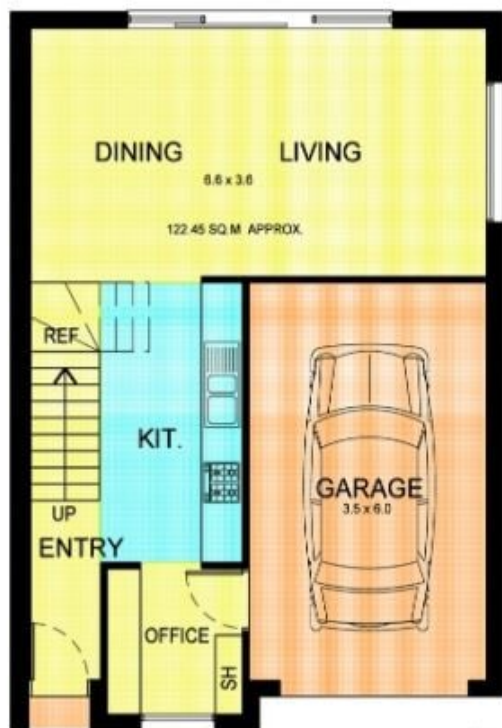 DINING LIVING
6.6 x 3.6
122.45 SQ.M APPROX.
REF
KIT.
GARAGE
3.5 x 6.0
UP
ENTRY
OFFICE
SH